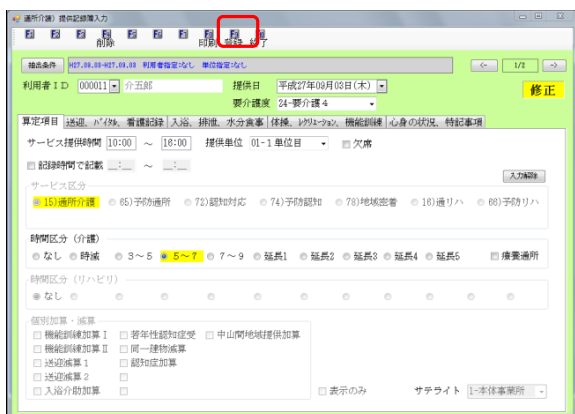 通所介護）提供記録簿入力
削除 印刷 登録 終了
抽出条件 H27.09.03-H27.09.03 利用者指定:なし 単位指定:なし <- 1/2 ->
利用者ＩＤ 000011 介五郎 提供日 平成27年09月03日(木) 修正
要介護度 24-要介護４
算定項目 送迎、ﾊﾞｲﾀﾙ、看護記録 入浴、排泄、水分食事 体操、ﾚｸﾘｴｰｼｮﾝ、機能訓練 心身の状況、特記事項
サービス提供時間 10:00 ～ 16:00 提供単位 01-１単位目 欠席
記録時間で記載 __:__ ～ __:__
入力解除
サービス区分
15)通所介護 65)予防通所 72)認知対応 74)予防認知 78)地域密着 16)通リハ 66)予防リハ
時間区分（介護）
なし 時減 ３～５ ５～７ ７～９ 延長1 延長2 延長3 延長4 延長5 療養通所
時間区分（リハビリ）
なし
個別加算・減算
機能訓練加算Ⅰ 若年性認知症受 中山間地域提供加算
機能訓練加算Ⅱ 同一建物減算
送迎減算１ 認知症加算
送迎減算２
入浴介助加算 表示のみ サテライト 1-本体事業所